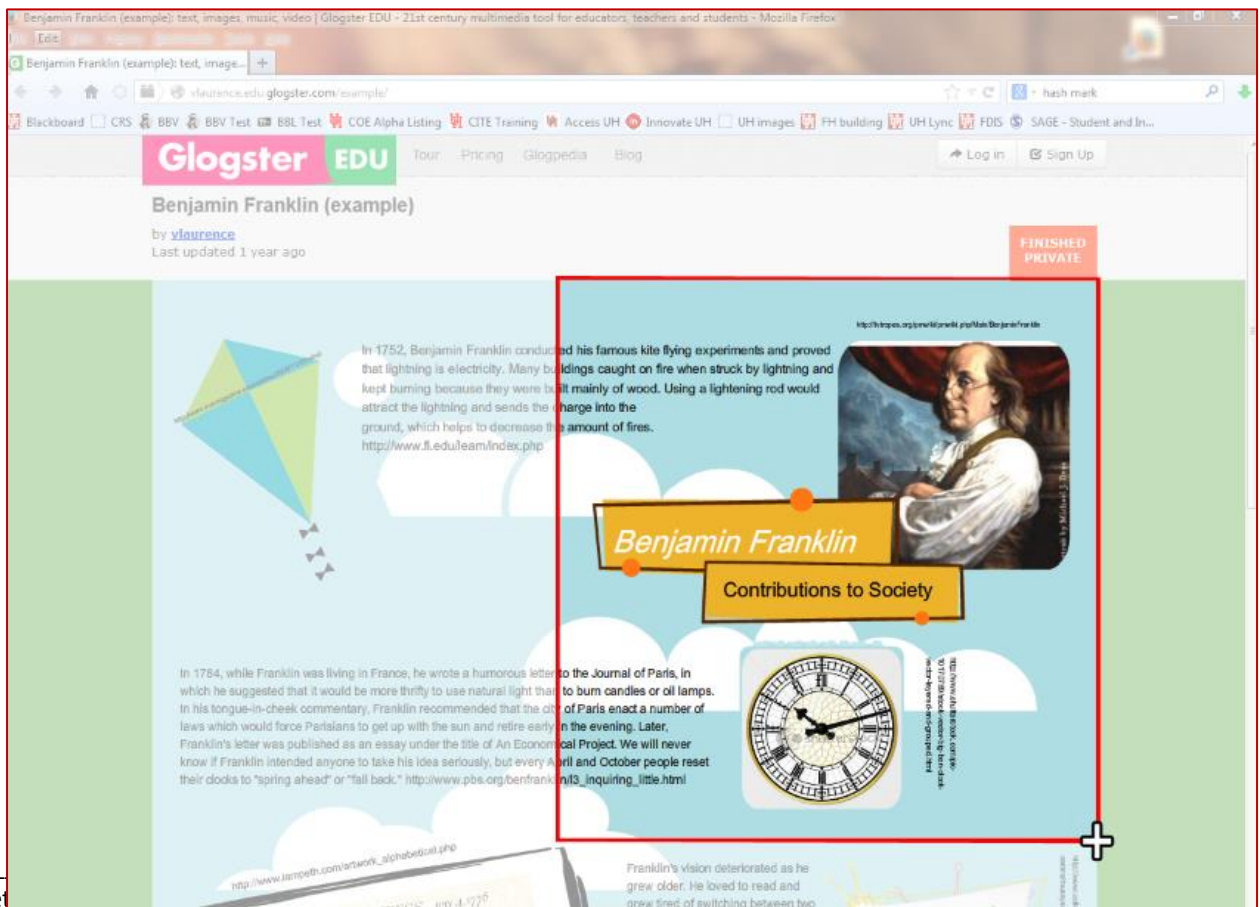 Benjamin Franklin (example): text, images, music, video | Glogster EDU - 21st century multimedia tool for educators, teachers and students - Mozilla Firefox
Edit
Benjamin Franklin (example): text, image... +
vlaurence.edu.glogster.com/example/
hash mark
Blackboard CRS BBV BBV Test BBL Test COE Alpha Listing CITE Training Access UH Innovate UH UH images FH building UH Lync FDIS SAGE - Student and In...
Glogster EDU Tour Pricing Glogpedia Blog Log in Sign Up
Benjamin Franklin (example)
by vlaurence
Last updated 1 year ago
FINISHED
PRIVATE
In 1752, Benjamin Franklin conducted his famous kite flying experiments and proved
that lightning is electricity. Many buildings caught on fire when struck by lightning and
kept burning because they were built mainly of wood. Using a lightening rod would
attract the lightning and sends the charge into the
ground, which helps to decrease the amount of fires.
http://www.fi.edu/learn/index.php
Benjamin Franklin
Contributions to Society
In 1784, while Franklin was living in France, he wrote a humorous letter to the Journal of Paris, in
which he suggested that it would be more thrifty to use natural light than to burn candles or oil lamps.
In his tongue-in-cheek commentary, Franklin recommended that the city of Paris enact a number of
laws which would force Parisians to get up with the sun and retire early in the evening. Later,
Franklin's letter was published as an essay under the title of An Economical Project. We will never
know if Franklin intended anyone to take his idea seriously, but every April and October people reset
their clocks to "spring ahead" or "fall back." http://www.pbs.org/benfranklin/l3_inquiring_little.html
http://www.lampeth.com/artwork_alphabetical.php
Franklin's vision deteriorated as he
grew older. He loved to read and
grew tired of switching between two